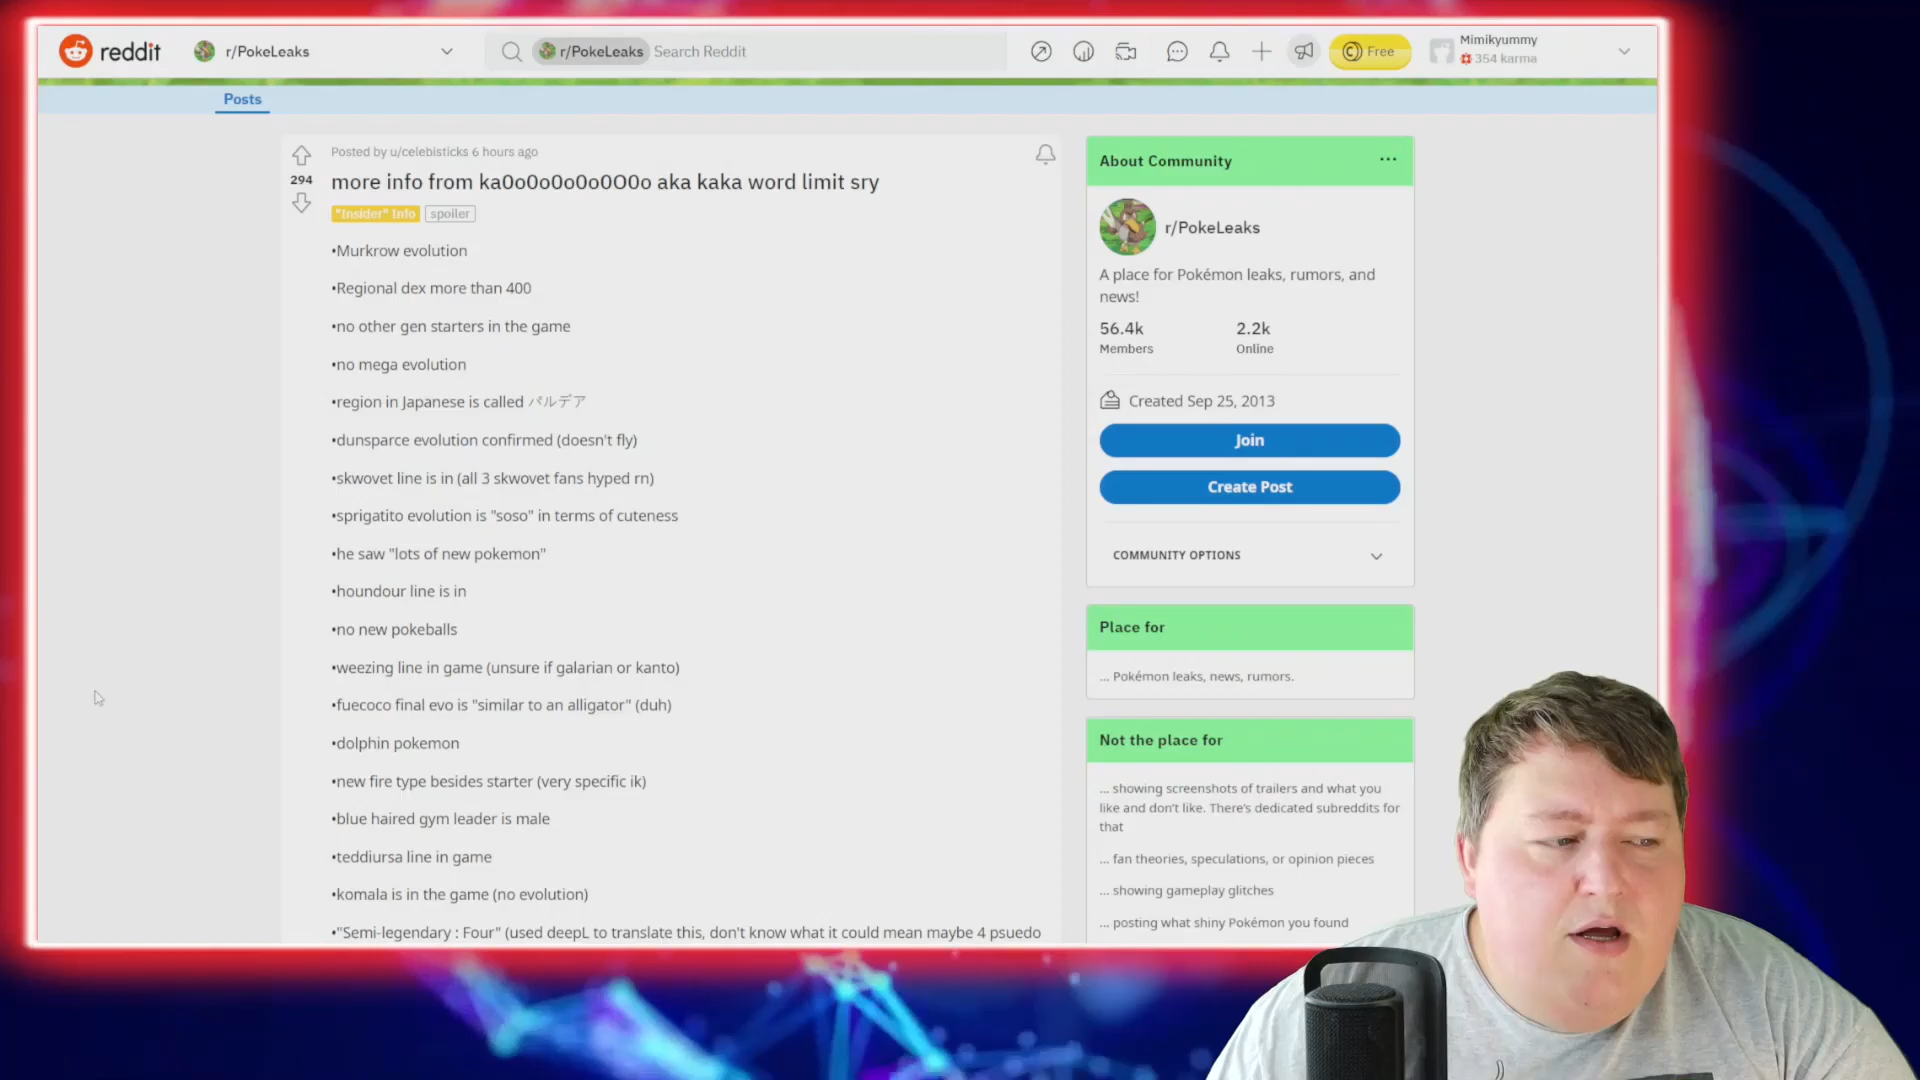 reddit
r/PokeLeaks
r/PokeLeaks Search Reddit
Free
Mimikyummy
354 karma
Posts
Posted by u/celebisticks 6 hours ago
294
more info from ka0o0o0o0o0O0o aka kaka word limit sry
"Insider" Info spoiler
•Murkrow evolution
•Regional dex more than 400
•no other gen starters in the game
•no mega evolution
•region in Japanese is called パルデア
•dunsparce evolution confirmed (doesn't fly)
•skwovet line is in (all 3 skwovet fans hyped rn)
•sprigatito evolution is "soso" in terms of cuteness
•he saw "lots of new pokemon"
•houndour line is in
•no new pokeballs
•weezing line in game (unsure if galarian or kanto)
•fuecoco final evo is "similar to an alligator" (duh)
•dolphin pokemon
•new fire type besides starter (very specific ik)
•blue haired gym leader is male
•teddiursa line in game
•komala is in the game (no evolution)
•"Semi-legendary : Four" (used deepL to translate this, don't know what it could mean maybe 4 psuedo
About Community
r/PokeLeaks
A place for Pokémon leaks, rumors, and
news!
56.4k
Members
2.2k
Online
Created Sep 25, 2013
Join
Create Post
COMMUNITY OPTIONS
Place for
... Pokémon leaks, news, rumors.
Not the place for
... showing screenshots of trailers and what you
like and don't like. There's dedicated subreddits for
that
... fan theories, speculations, or opinion pieces
... showing gameplay glitches
... posting what shiny Pokémon you found